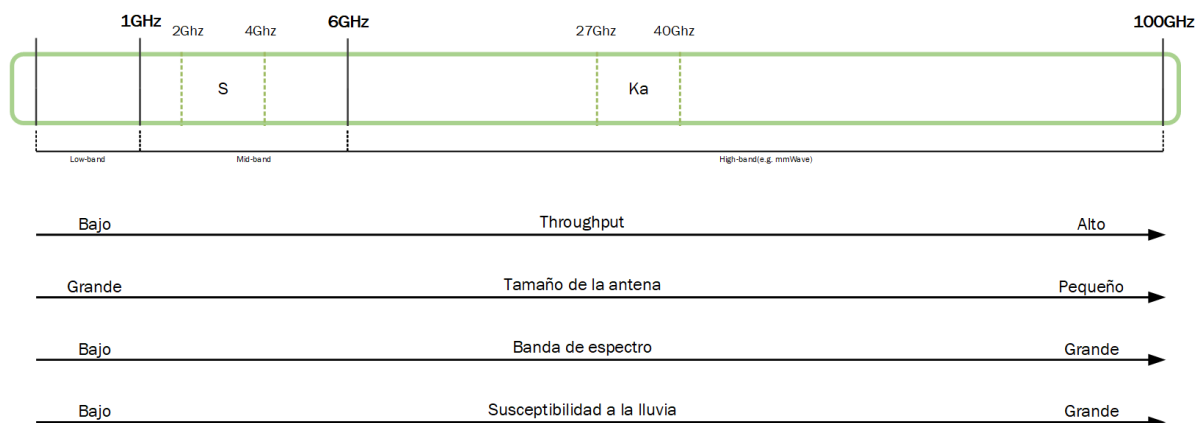 1GHz 6GHz 100GHz
2Ghz 4Ghz 27Ghz 40Ghz
S Ka
Low-band Mid-band High-band(e.g. mmWave)
Bajo Throughput Alto
Grande Tamaño de la antena Pequeño
Bajo Banda de espectro Grande
Bajo Susceptibilidad a la lluvia Grande